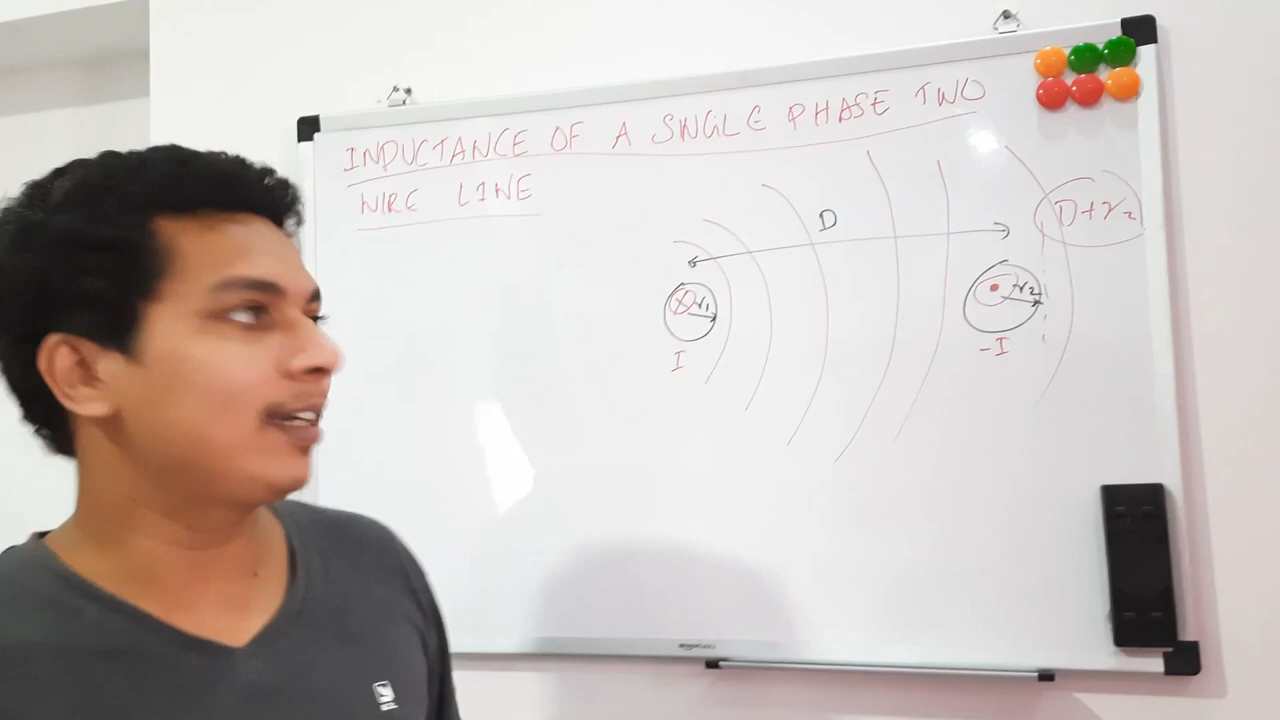 INDUCTANCE OF A SINGLE PHASE TWO
WIRE LINE
D
D+r₂
r₁
r₂
I
-I